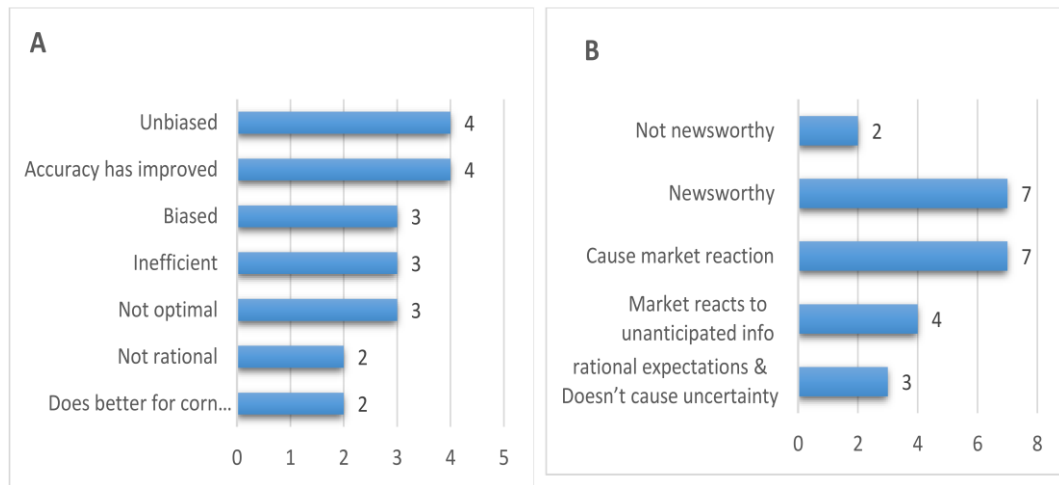 A
Unbiased 4
Accuracy has improved 4
Biased 3
Inefficient 3
Not optimal 3
Not rational 2
Does better for corn... 2
0 1 2 3 4 5
B
Not newsworthy 2
Newsworthy 7
Cause market reaction 7
Market reacts to
unanticipated info 4
rational expectations &
Doesn’t cause uncertainty 3
0 2 4 6 8